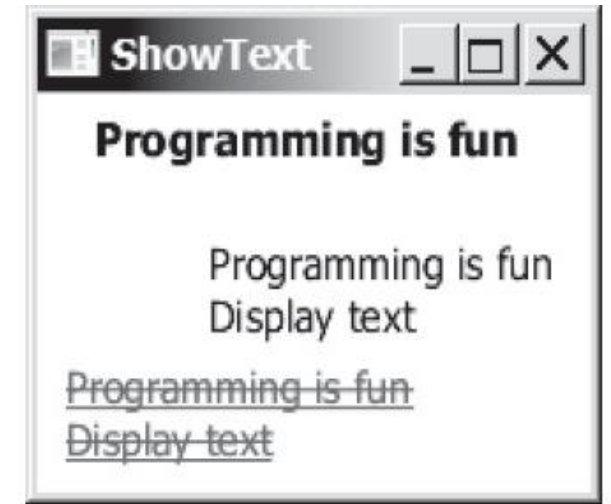 ShowText
Programming is fun
Programming is fun
Display text
Programming is fun
Display text